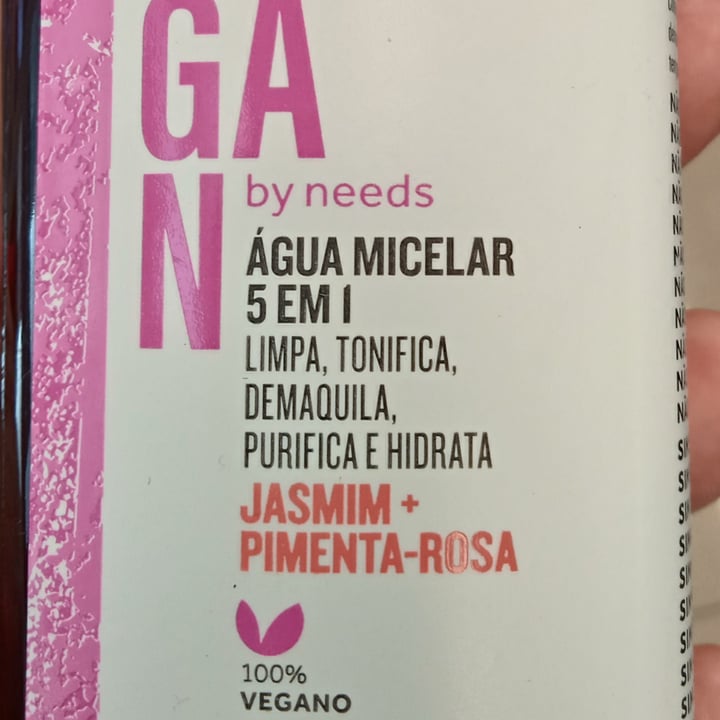 GA
N
by needs
ÁGUA MICELAR
5 EM 1
LIMPA, TONIFICA,
DEMAQUILA,
PURIFICA E HIDRATA
JASMIM +
PIMENTA-ROSA
100%
VEGANO